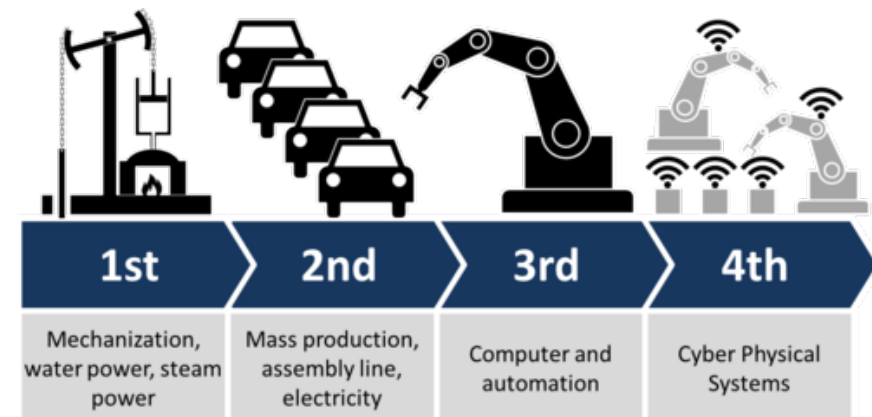 1st
2nd
3rd
4th
Mechanization,
water power, steam
power
Mass production,
assembly line,
electricity
Computer and
automation
Cyber Physical
Systems